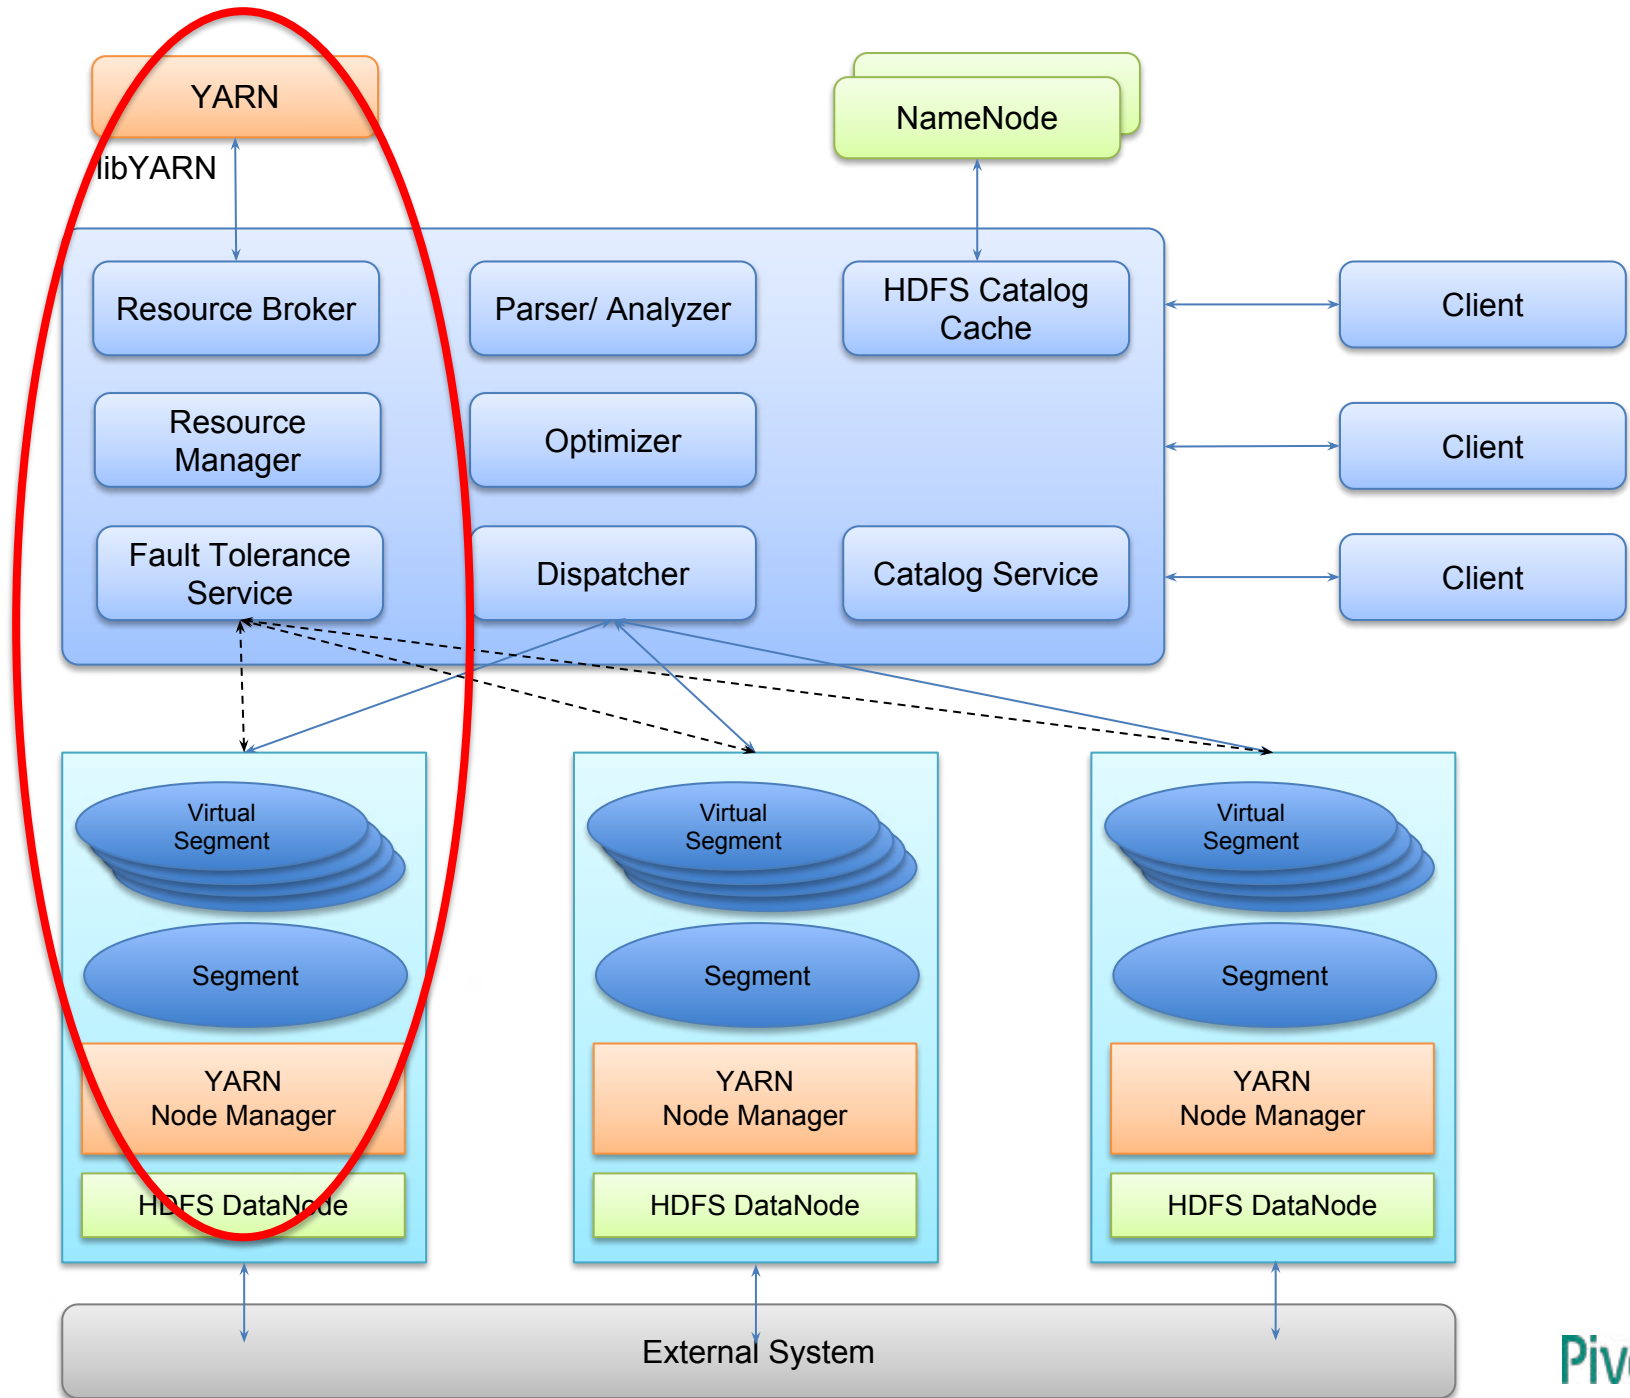 YARN
NameNode
libYARN
Resource Broker
Parser/ Analyzer
HDFS Catalog
Cache
Client
Resource
Manager
Optimizer
Client
Fault Tolerance
Service
Dispatcher
Catalog Service
Client
Virtual
Segment
Virtual
Segment
Virtual
Segment
Segment
Segment
Segment
YARN
Node Manager
YARN
Node Manager
YARN
Node Manager
HDFS DataNode
HDFS DataNode
HDFS DataNode
External System